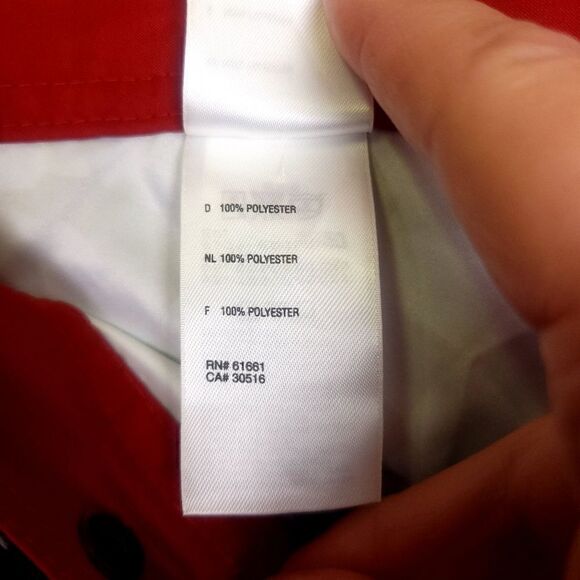 D 100% POLYESTER
NL 100% POLYESTER
F 100% POLYESTER
RN# 61661
CA# 30516